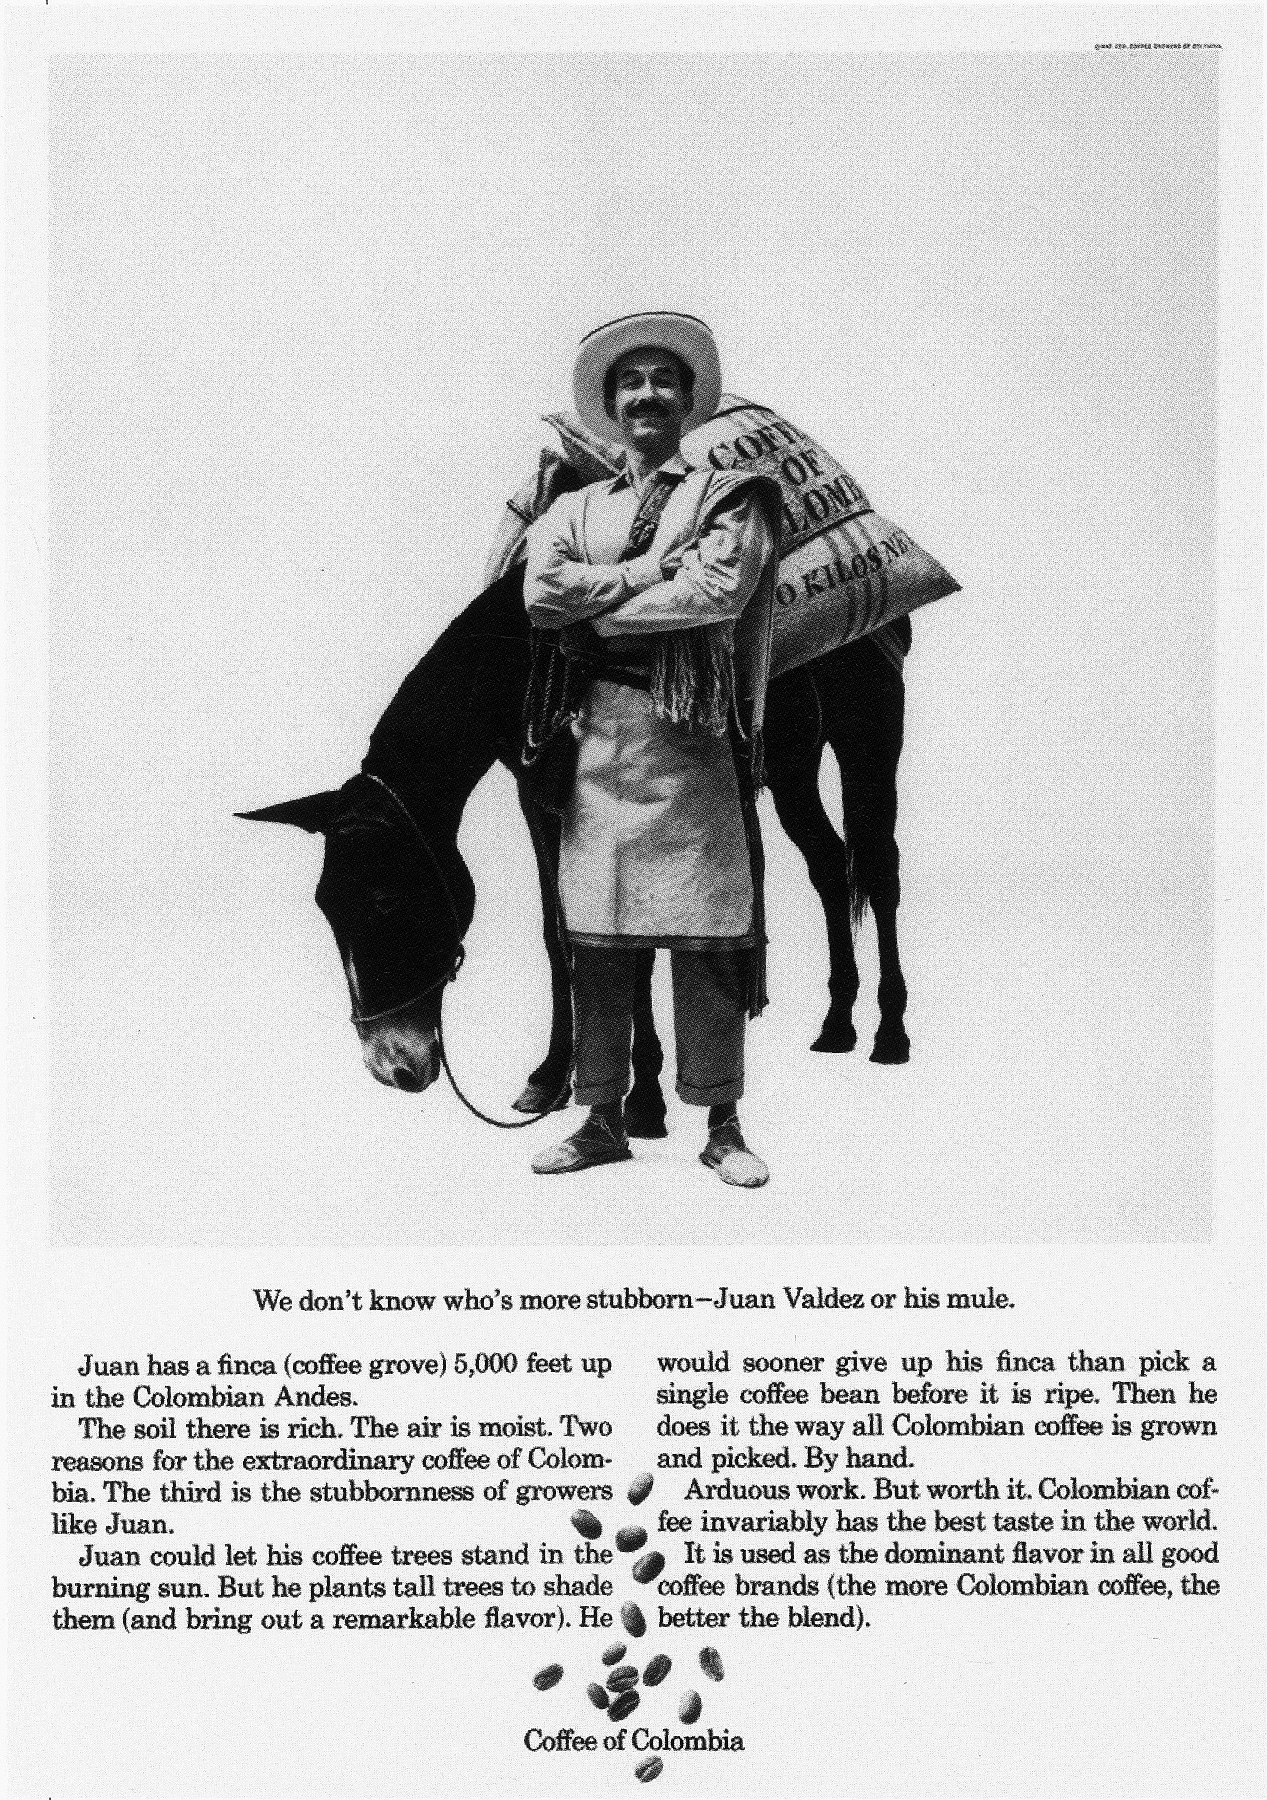 COFFE
OF
LOMB
O KILOS NE
We don't know who's more stubborn—Juan Valdez or his mule.
Juan has a finca (coffee grove) 5,000 feet up
in the Colombian Andes.
The soil there is rich. The air is moist. Two
reasons for the extraordinary coffee of Colom-
bia. The third is the stubbornness of growers
like Juan.
Juan could let his coffee trees stand in the
burning sun. But he plants tall trees to shade
them (and bring out a remarkable flavor). He
would sooner give up his finca than pick a
single coffee bean before it is ripe. Then he
does it the way all Colombian coffee is grown
and picked. By hand.
Arduous work. But worth it. Colombian cof-
fee invariably has the best taste in the world.
It is used as the dominant flavor in all good
coffee brands (the more Colombian coffee, the
better the blend).
Coffee of Colombia